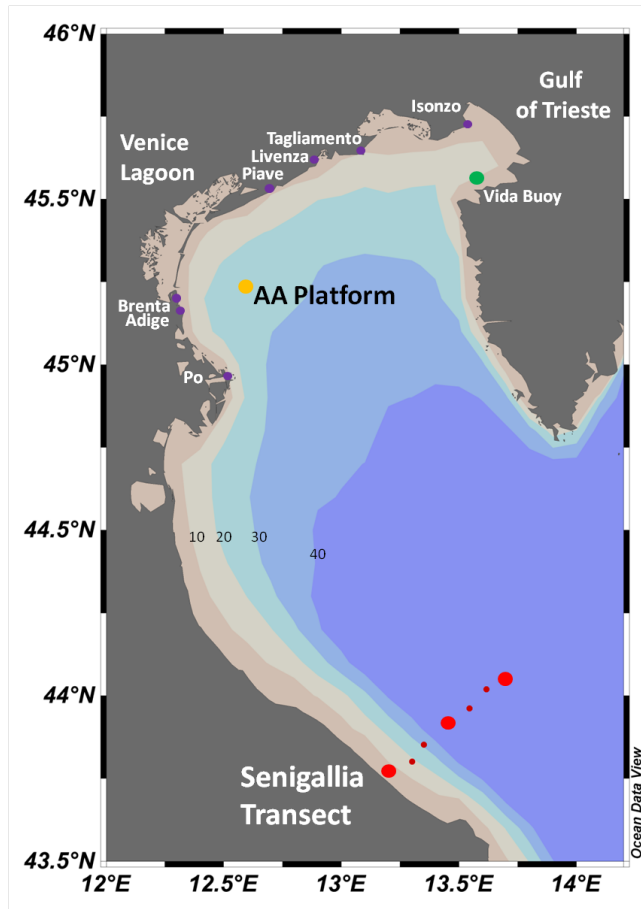 46°N
Gulf
of Trieste
Isonzo
Venice
Lagoon
Tagliamento
Livenza
Piave
45.5°N
Vida Buoy
AA Platform
Brenta
Adige
45°N
Po
44.5°N
10 20 30 40
44°N
Senigallia
Transect
43.5°N
12°E 12.5°E 13°E 13.5°E 14°E
Ocean Data View